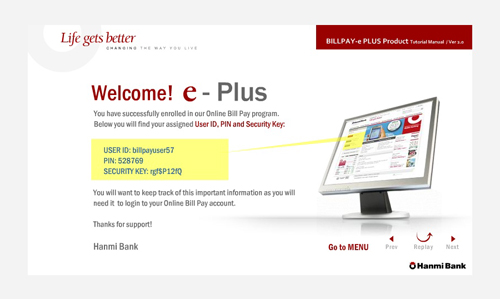 Life gets better
CHANGING THE WAY YOU LIVE
BILLPAY-e PLUS Product Tutorial Manual / Ver 2.0
Welcome! e - Plus
You have successfully enrolled in our Online Bill Pay program.
Below you will find your assigned User ID, PIN and Security Key:
USER ID: billpayuser57
PIN: 528769
SECURITY KEY: rgf$P12fQ
You will want to keep track of this important information as you will
need it to login to your Online Bill Pay account.
Thanks for support!
Hanmi Bank
Go to MENU
Prev Replay Next
Hanmi Bank